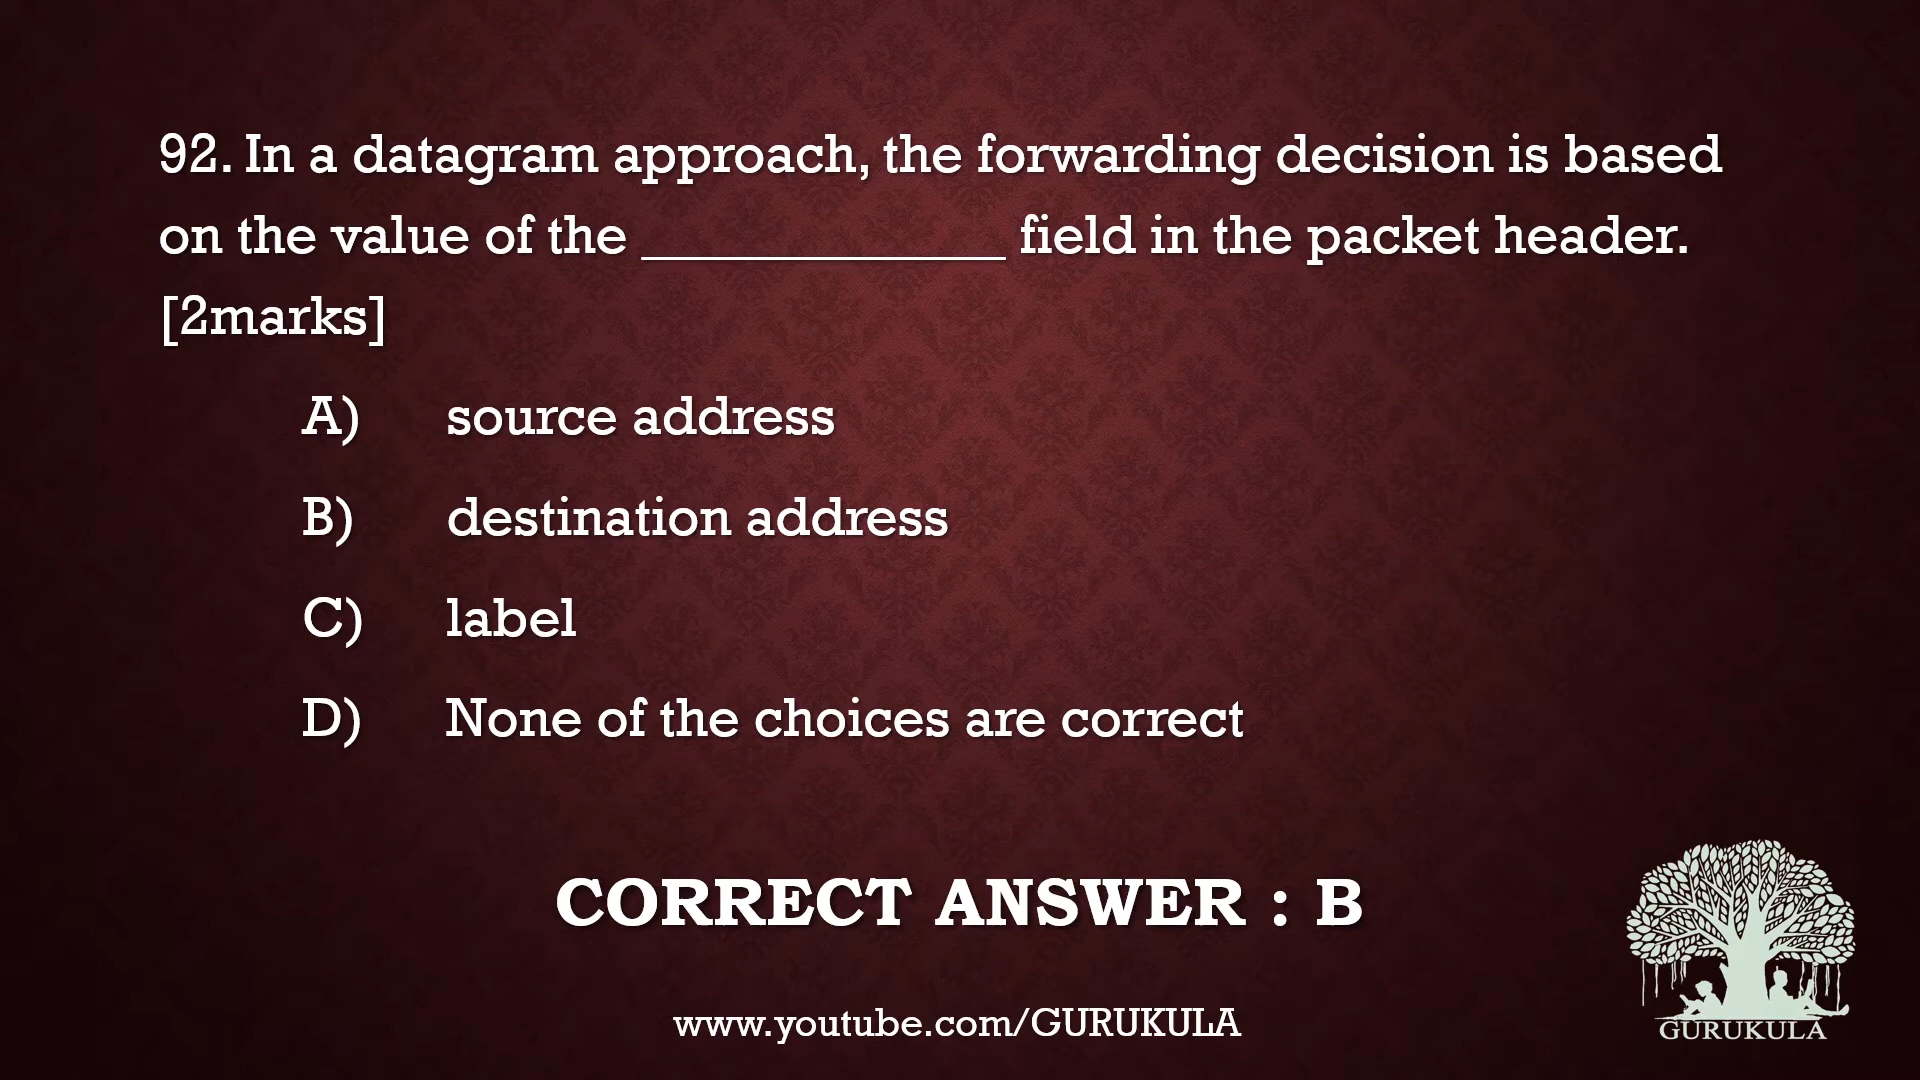 92. In a datagram approach, the forwarding decision is based
on the value of the ______________ field in the packet header.
[2marks]
A) source address
B) destination address
C) label
D) None of the choices are correct
CORRECT ANSWER : B
www.youtube.com/GURUKULA
GURUKULA